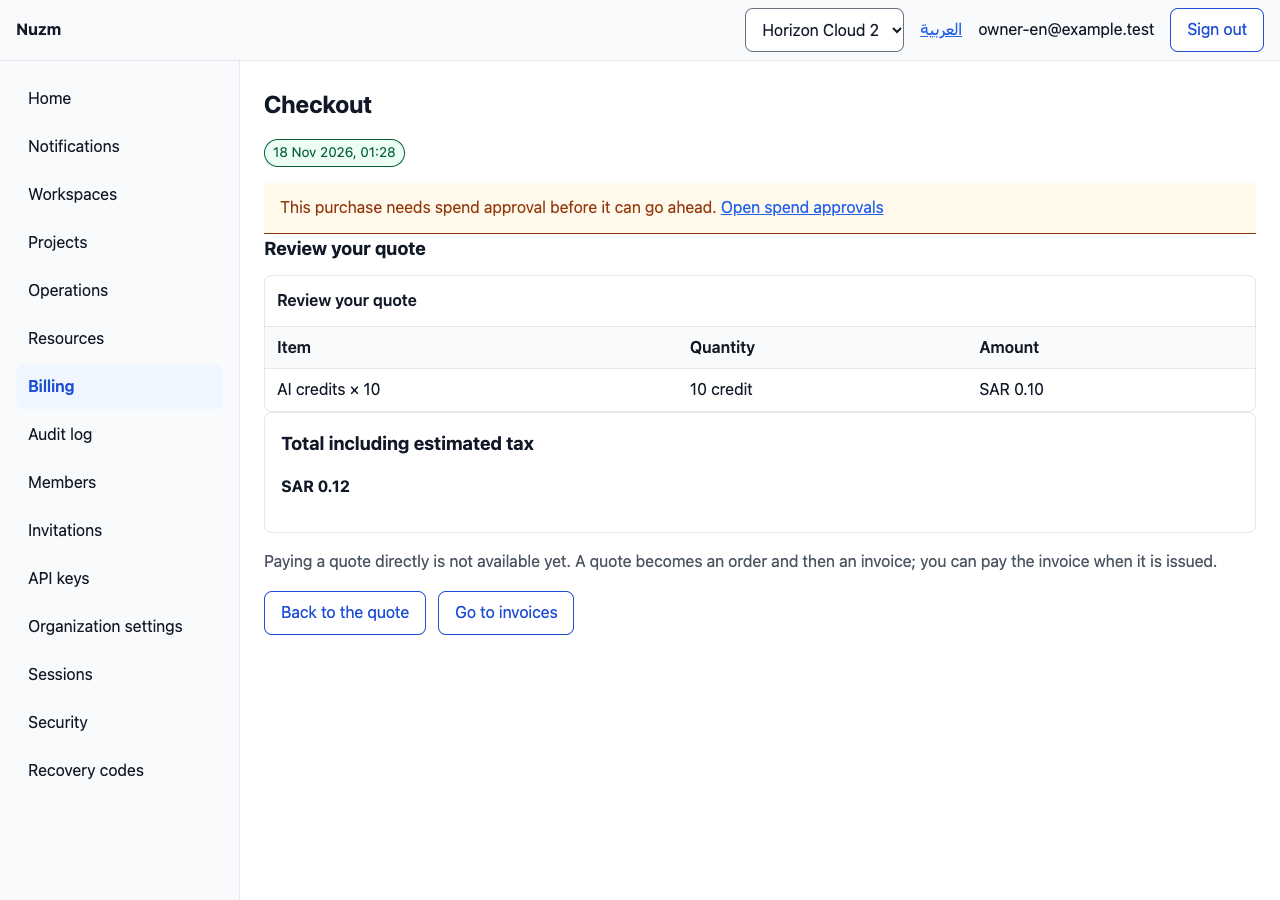 Nuzm
Horizon Cloud 2
العربية
owner-en@example.test
Sign out
Home
Notifications
Workspaces
Projects
Operations
Resources
Billing
Audit log
Members
Invitations
API keys
Organization settings
Sessions
Security
Recovery codes
Checkout
18 Nov 2026, 01:28
This purchase needs spend approval before it can go ahead. Open spend approvals
Review your quote
Review your quote
Item Quantity Amount
AI credits × 10 10 credit SAR 0.10
Total including estimated tax
SAR 0.12
Paying a quote directly is not available yet. A quote becomes an order and then an invoice; you can pay the invoice when it is issued.
Back to the quote
Go to invoices